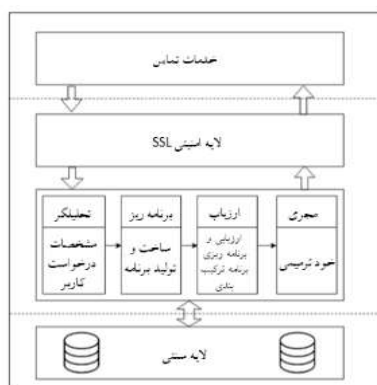 خدمات تماس
لایه امنیتی SSL
تحلیلگر
مشخصات
درخواست
کاربر
برنامه ریز
ساخت و
تولید برنامه
ارزیاب
ارزیابی و
برنامه ریزی
برنامه ترکیب
بندی
مجری
خود ترمیمی
لایه سنتی